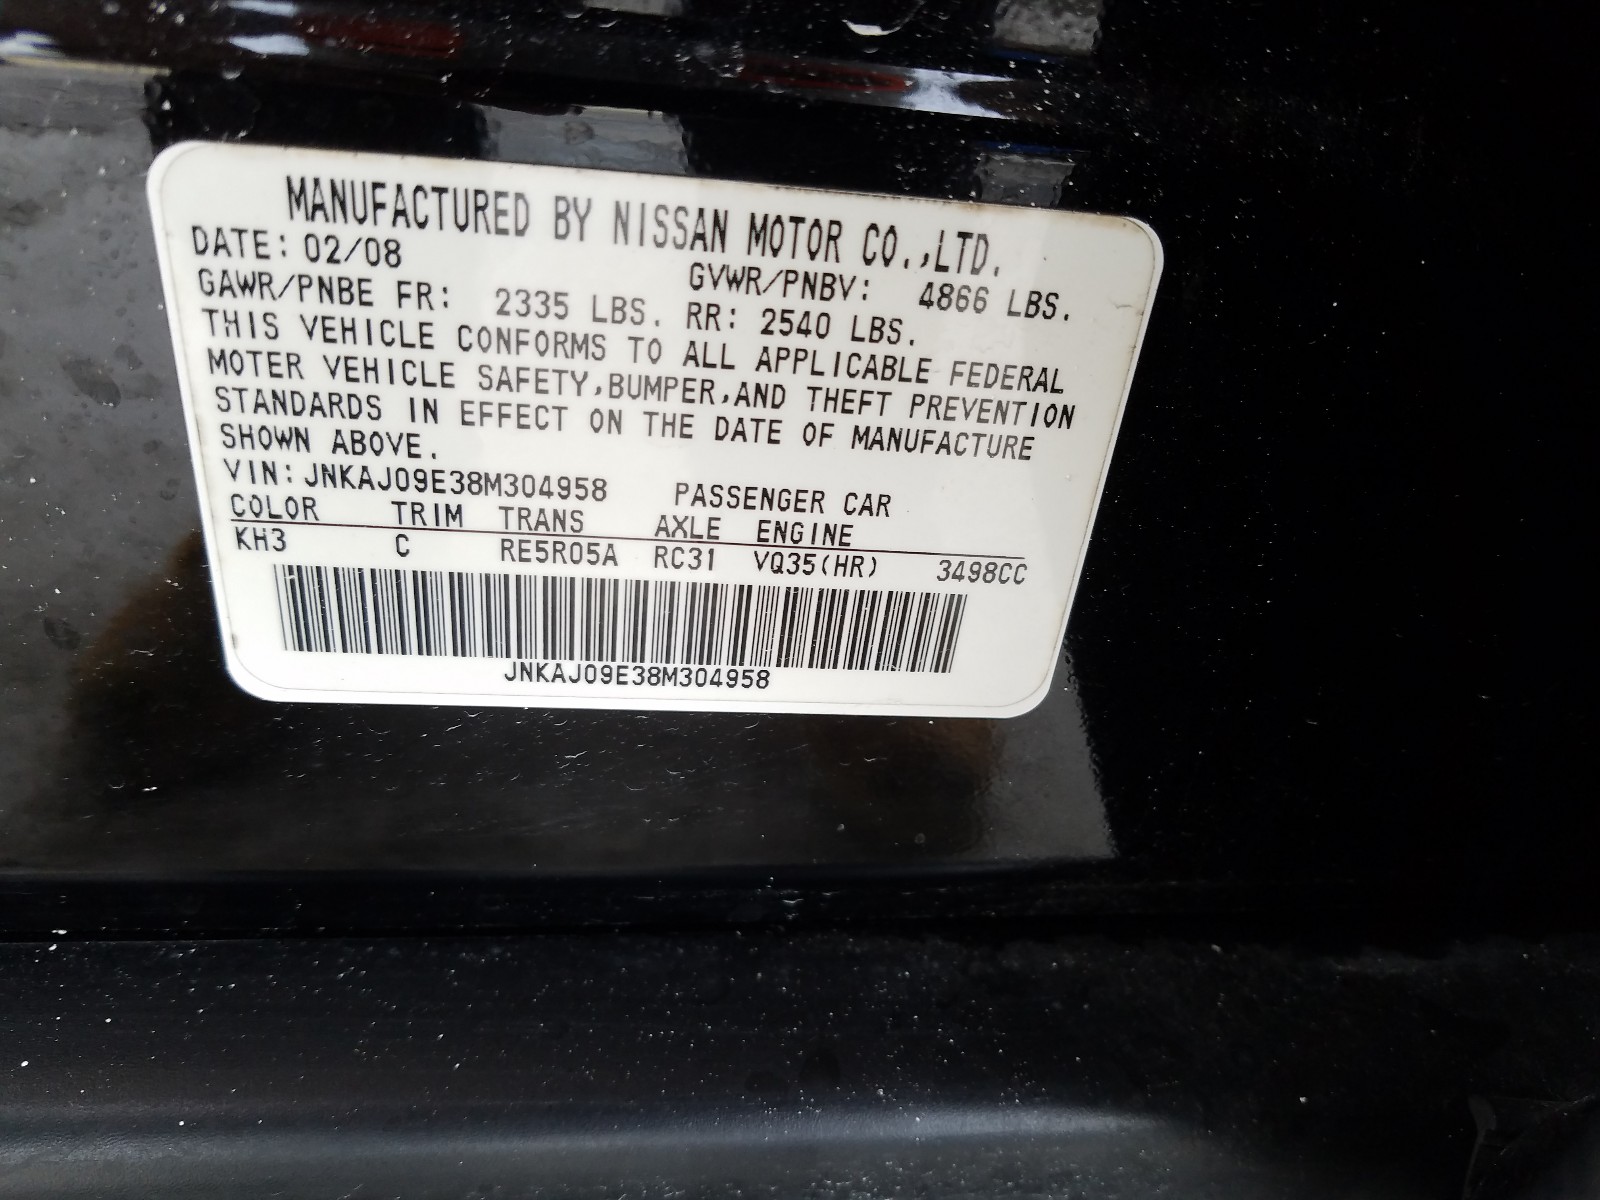 MANUFACTURED BY NISSAN MOTOR CO.,LTD.
DATE: 02/08 GVWR/PNBV: 4866 LBS.
GAWR/PNBE FR: 2335 LBS. RR: 2540 LBS.
THIS VEHICLE CONFORMS TO ALL APPLICABLE FEDERAL
MOTER VEHICLE SAFETY,BUMPER,AND THEFT PREVENTION
STANDARDS IN EFFECT ON THE DATE OF MANUFACTURE
SHOWN ABOVE.
VIN:JNKAJ09E38M304958 PASSENGER CAR
COLOR TRIM TRANS AXLE ENGINE
KH3 C RE5R05A RC31 VQ35(HR) 3498CC
JNKAJ09E38M304958